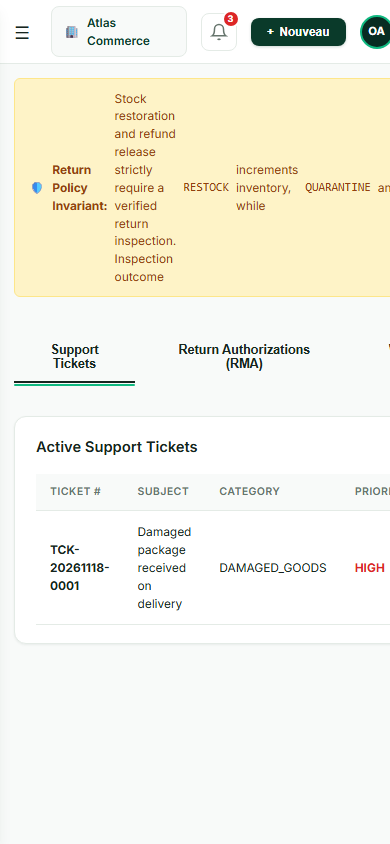 Atlas
Commerce
3
+ Nouveau
OA
Return
Policy
Invariant:
Stock
restoration
and refund
release
strictly
require a
verified
return
inspection.
Inspection
outcome
RESTOCK
increments
inventory,
while
QUARANTINE
Support
Tickets
Return Authorizations
(RMA)
Active Support Tickets
TICKET #
SUBJECT
CATEGORY
TCK-
20261118-
0001
Damaged
package
received
on
delivery
DAMAGED_GOODS
HIGH